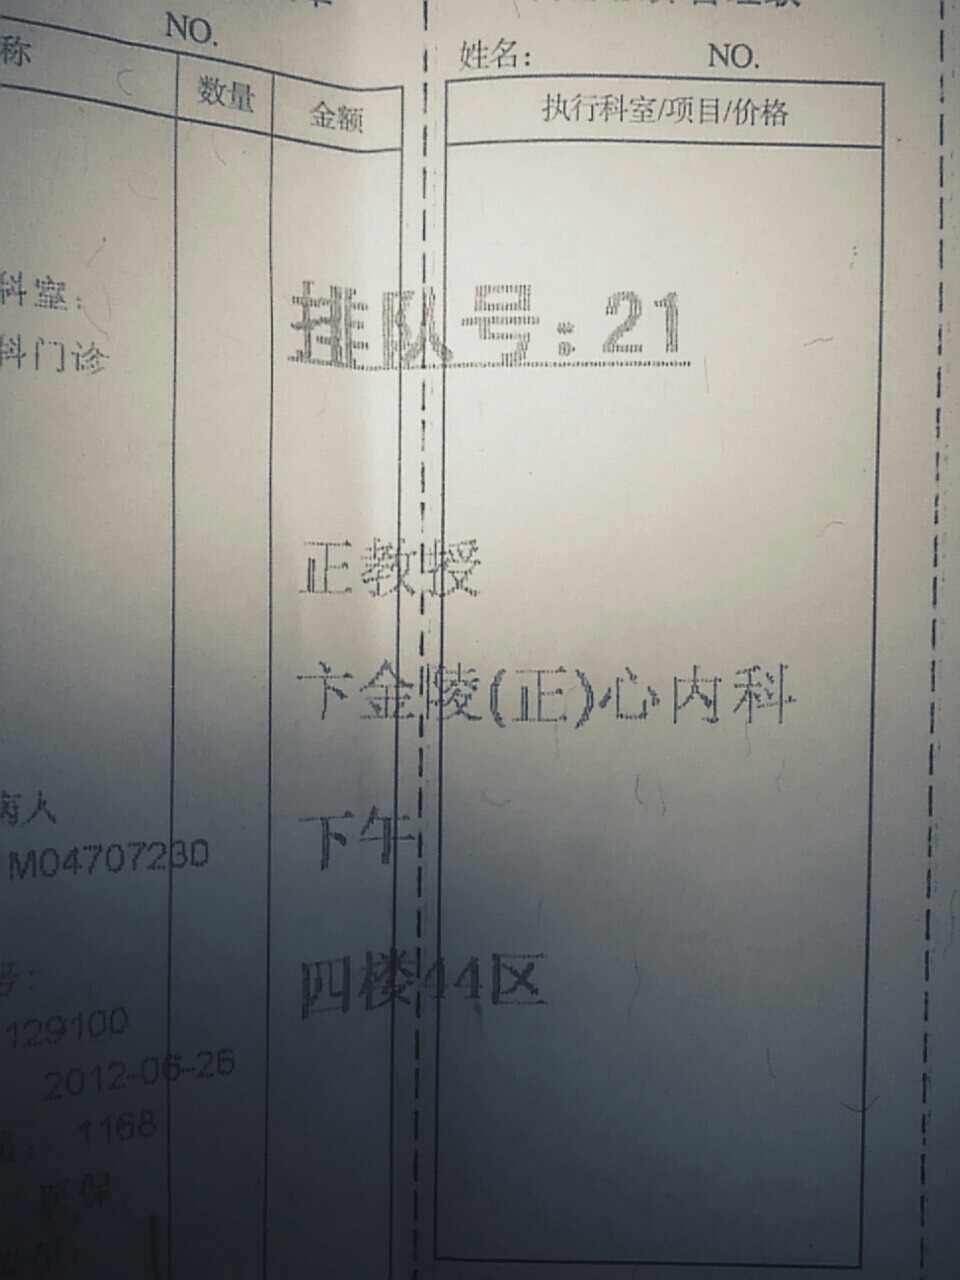 NO.
称 数量 金额
科室：
科门诊
病人
M04707230
号：
129100
2012-06-26
1168
医保
姓名： NO.
执行科室/项目/价格
排队号：21
正教授
卞金陵(正)心内科
下午
四楼44区